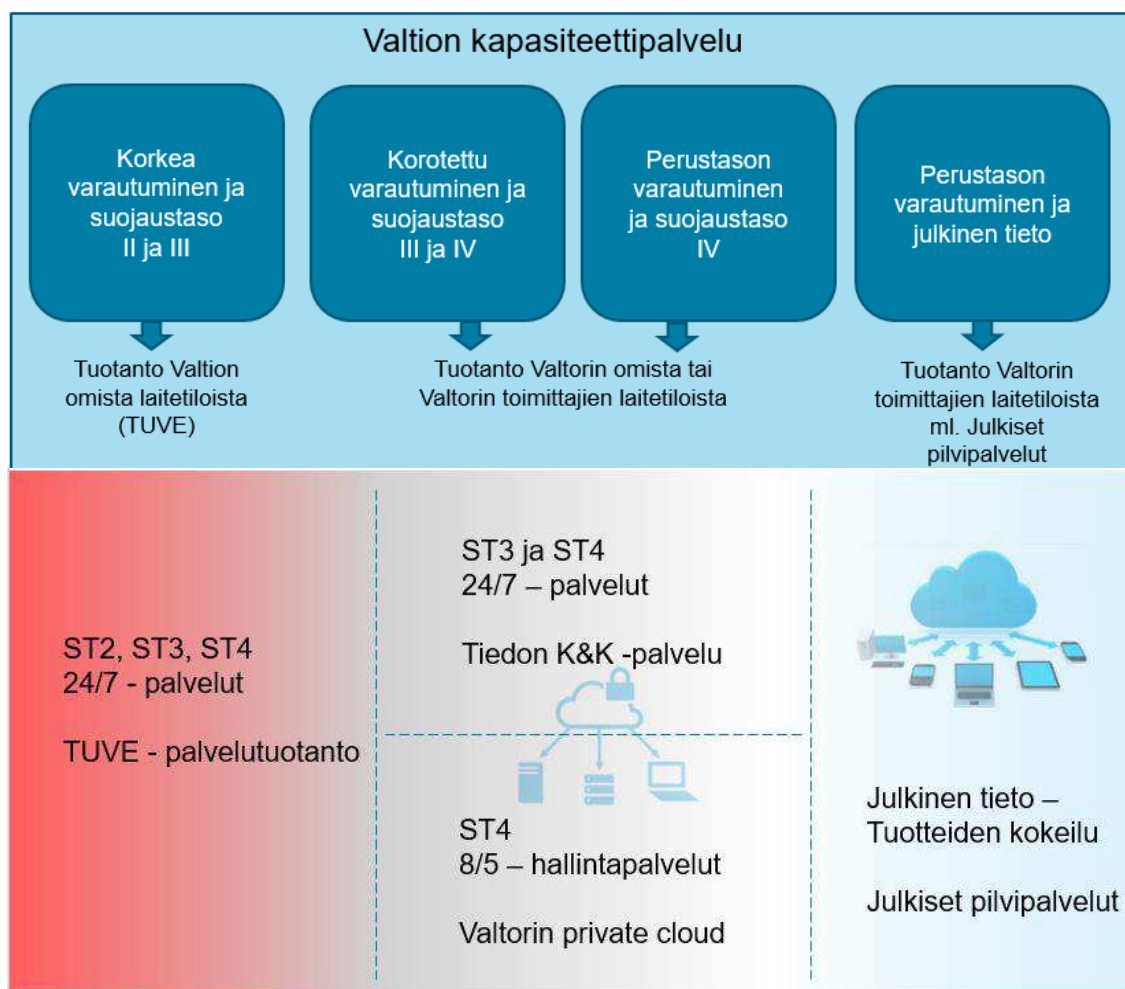 Valtion kapasiteettipalvelu
Korkea
varautuminen ja
suojaustaso
II ja III
Korotettu
varautuminen ja
suojaustaso
III ja IV
Perustason
varautuminen
ja suojaustaso
IV
Perustason
varautuminen ja
julkinen tieto
Tuotanto Valtion
omista laitetiloista
(TUVE)
Tuotanto Valtorin omista tai
Valtorin toimittajien laitetiloista
Tuotanto Valtorin
toimittajien laitetiloista
ml. Julkiset
pilvipalvelut
ST2, ST3, ST4
24/7 - palvelut
TUVE - palvelutuotanto
ST3 ja ST4
24/7 – palvelut
Tiedon K&K -palvelu
ST4
8/5 – hallintapalvelut
Valtorin private cloud
Julkinen tieto –
Tuotteiden kokeilu
Julkiset pilvipalvelut